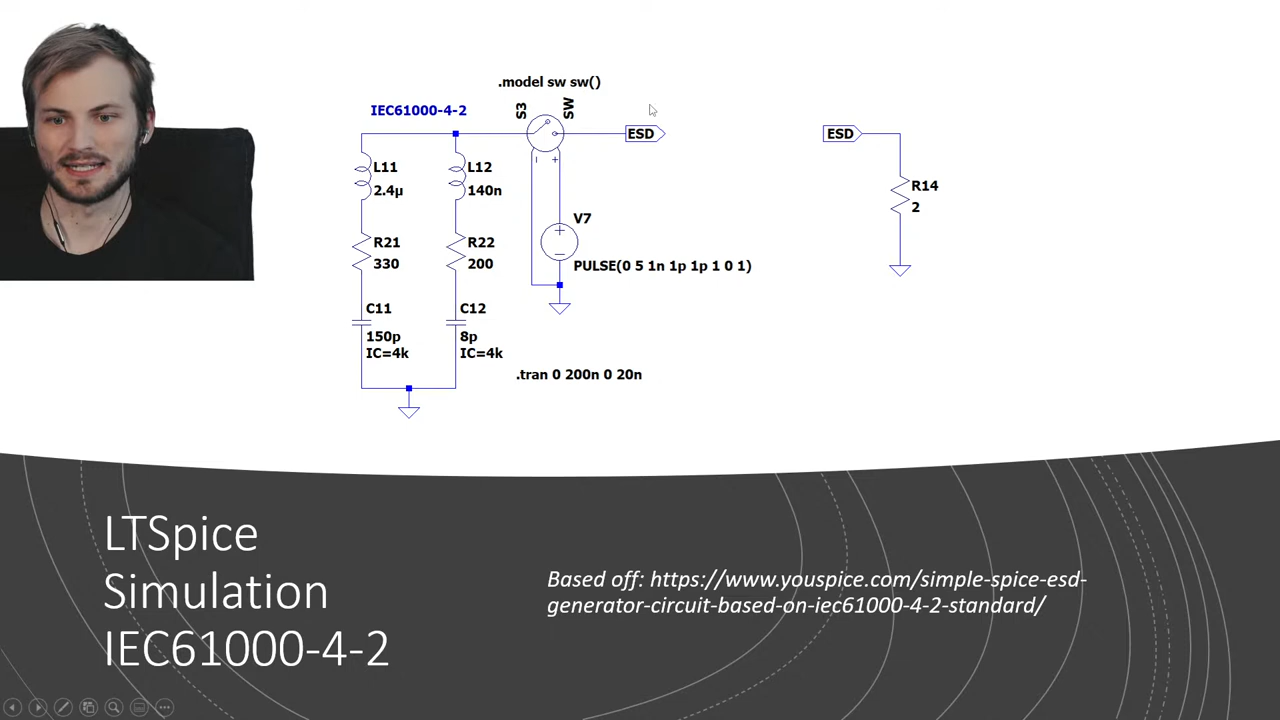 .model sw sw()
IEC61000-4-2
S3
SW
ESD
ESD
L11
2.4µ
L12
140n
R14
2
V7
R21
330
R22
200
PULSE(0 5 1n 1p 1p 1 0 1)
C11
150p
IC=4k
C12
8p
IC=4k
.tran 0 200n 0 20n
LTSpice
Simulation
IEC61000-4-2
Based off: https://www.youspice.com/simple-spice-esd-
generator-circuit-based-on-iec61000-4-2-standard/